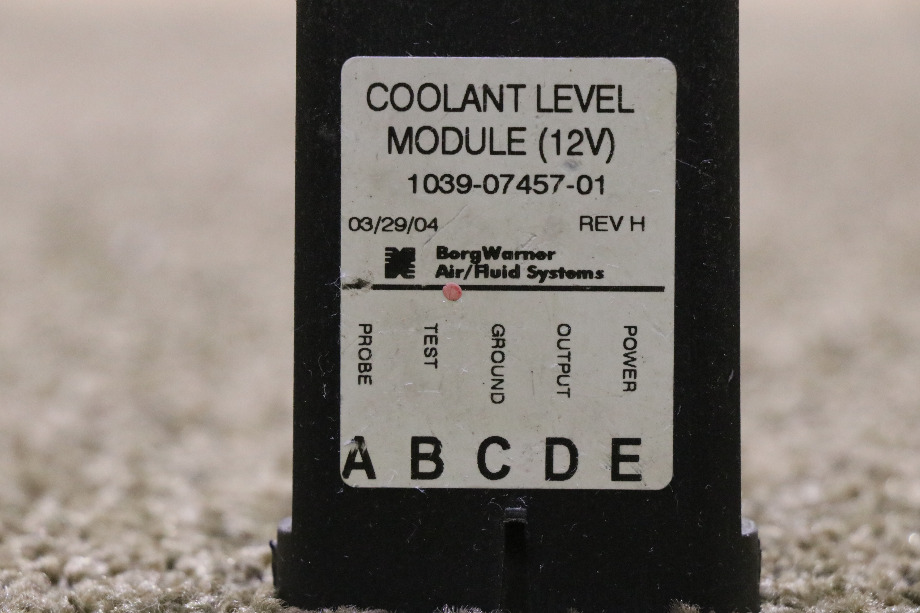 COOLANT LEVEL
MODULE (12V)
1039-07457-01
03/29/04 REV H
BorgWarner
Air/Fluid Systems
PROBE TEST GROUND OUTPUT POWER
A B C D E